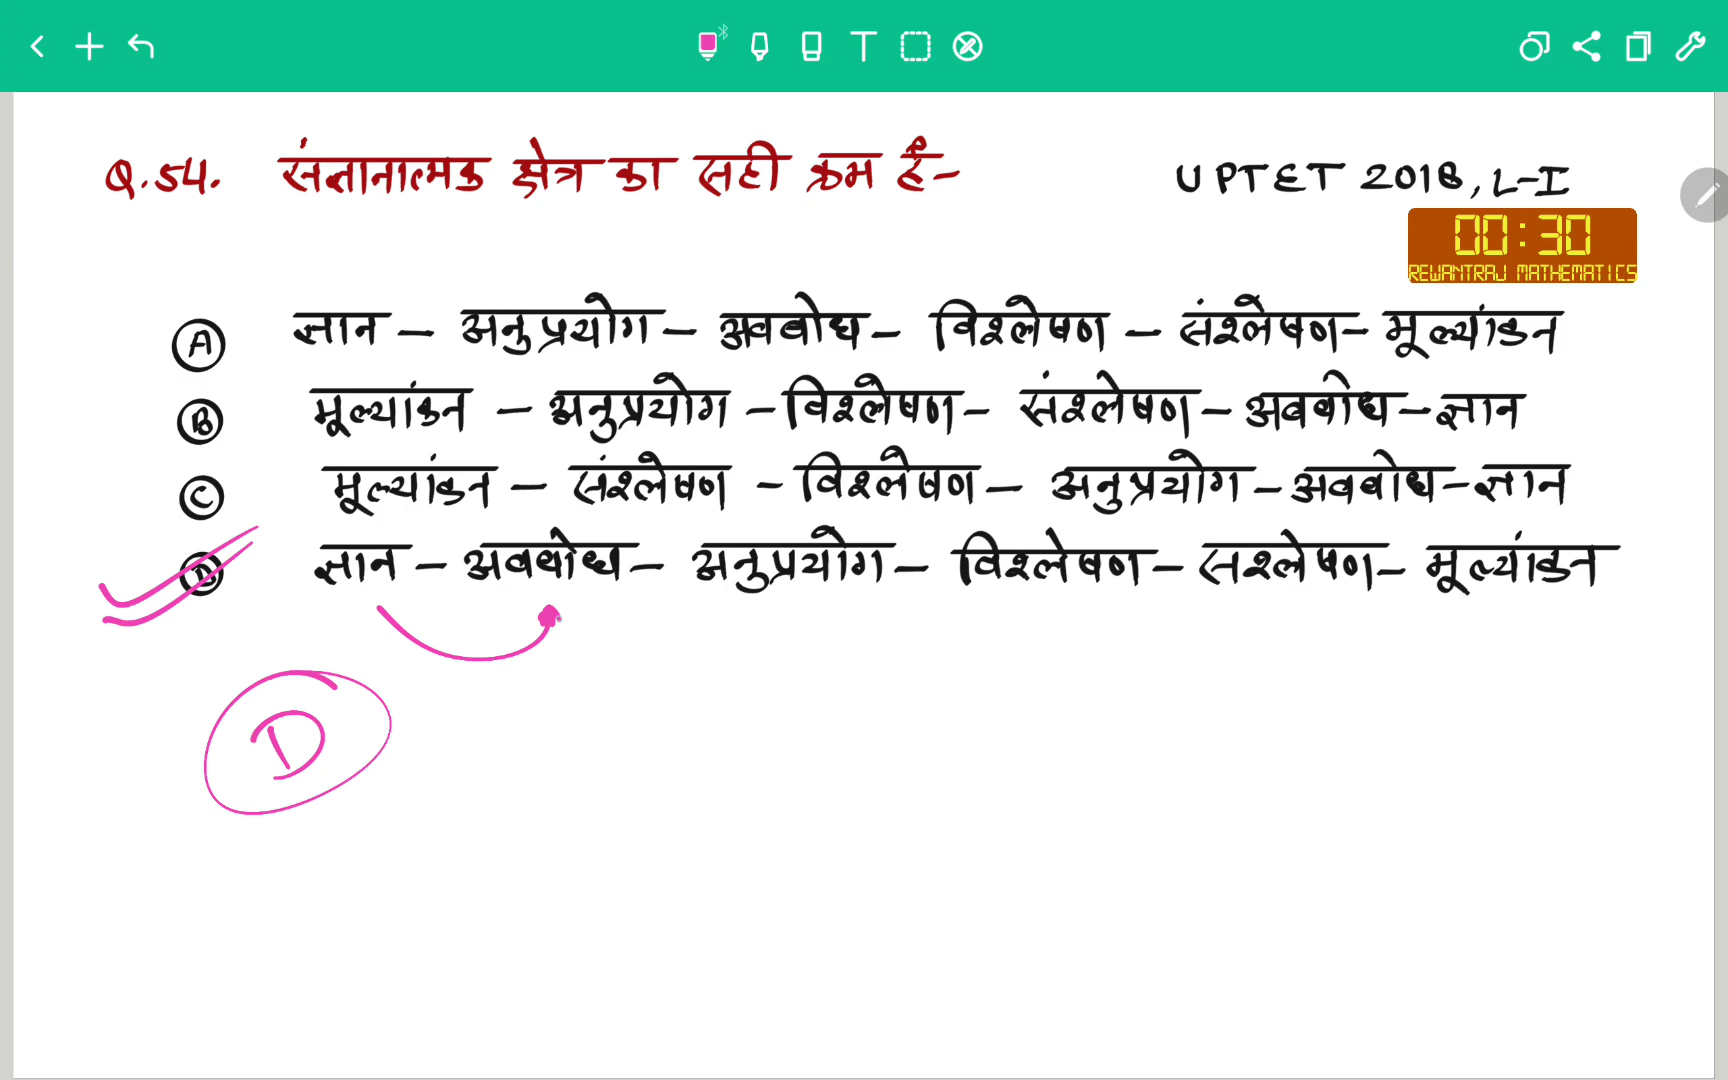 Q.54. संज्ञानात्मक क्षेत्र का सही क्रम है-
UPTET 2018, L-I
00:30
REWANTRAJ MATHEMATICS
(A) ज्ञान - अनुप्रयोग - अवबोध - विश्लेषण - संश्लेषण - मूल्यांकन
(B) मूल्यांकन - अनुप्रयोग - विश्लेषण - संश्लेषण - अवबोध - ज्ञान
(C) मूल्यांकन - संश्लेषण - विश्लेषण - अनुप्रयोग - अवबोध - ज्ञान
(D) ज्ञान - अवबोध - अनुप्रयोग - विश्लेषण - सश्लेषण - मूल्यांकन
D